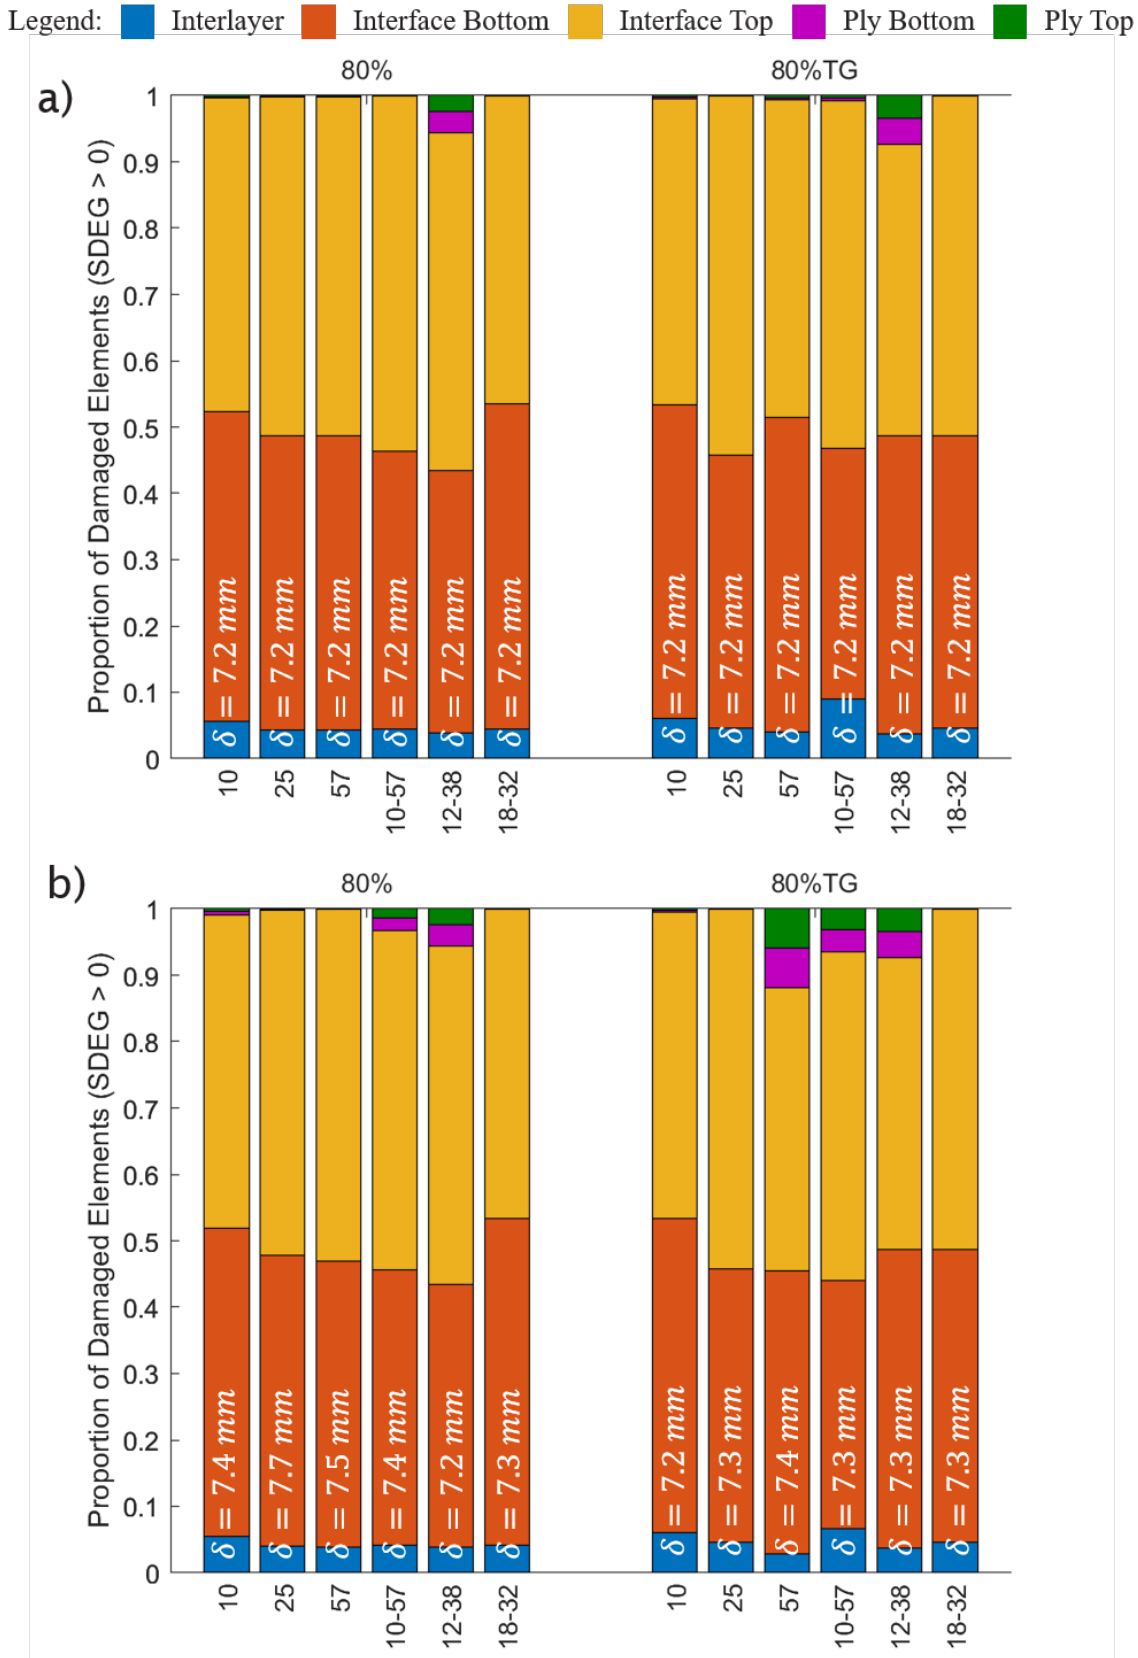 Legend: Interlayer Interface Bottom Interface Top Ply Bottom Ply Top
a)
80% 80%TG
Proportion of Damaged Elements (SDEG > 0)
1
0.9
0.8
0.7
0.6
0.5
0.4
0.3
0.2
0.1
0
δ = 7.2 mm
δ = 7.2 mm
δ = 7.2 mm
δ = 7.2 mm
δ = 7.2 mm
δ = 7.2 mm
δ = 7.2 mm
δ = 7.2 mm
δ = 7.2 mm
δ = 7.2 mm
δ = 7.2 mm
δ = 7.2 mm
10 25 57 10-57 12-38 18-32 10 25 57 10-57 12-38 18-32
b)
80% 80%TG
Proportion of Damaged Elements (SDEG > 0)
1
0.9
0.8
0.7
0.6
0.5
0.4
0.3
0.2
0.1
0
δ = 7.4 mm
δ = 7.7 mm
δ = 7.5 mm
δ = 7.4 mm
δ = 7.2 mm
δ = 7.3 mm
δ = 7.2 mm
δ = 7.3 mm
δ = 7.4 mm
δ = 7.3 mm
δ = 7.3 mm
δ = 7.3 mm
10 25 57 10-57 12-38 18-32 10 25 57 10-57 12-38 18-32